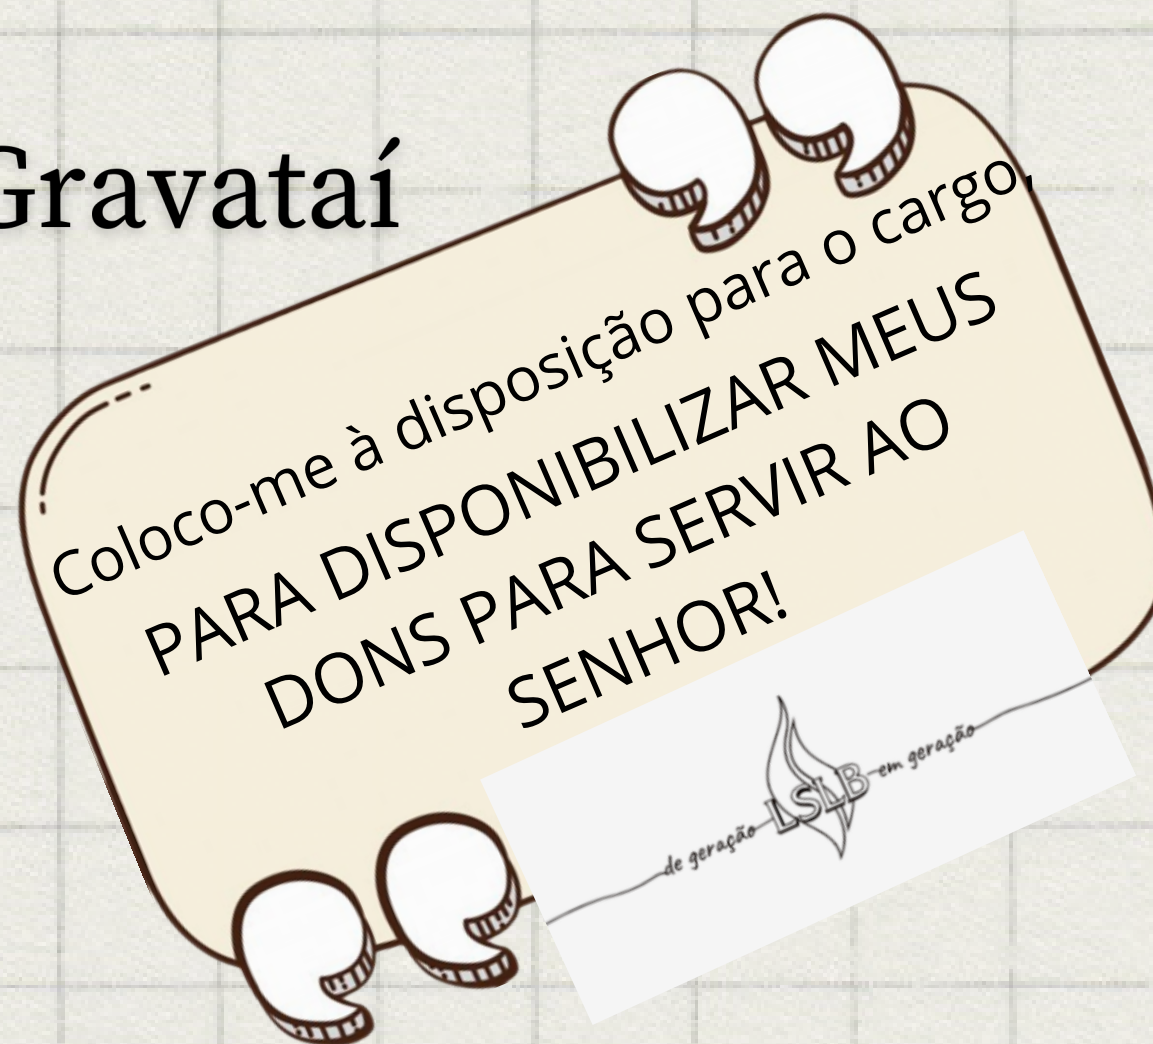 Gravataí
Coloco-me à disposição para o cargo,
PARA DISPONIBILIZAR MEUS
DONS PARA SERVIR AO
SENHOR!
de geração LSLB em geração